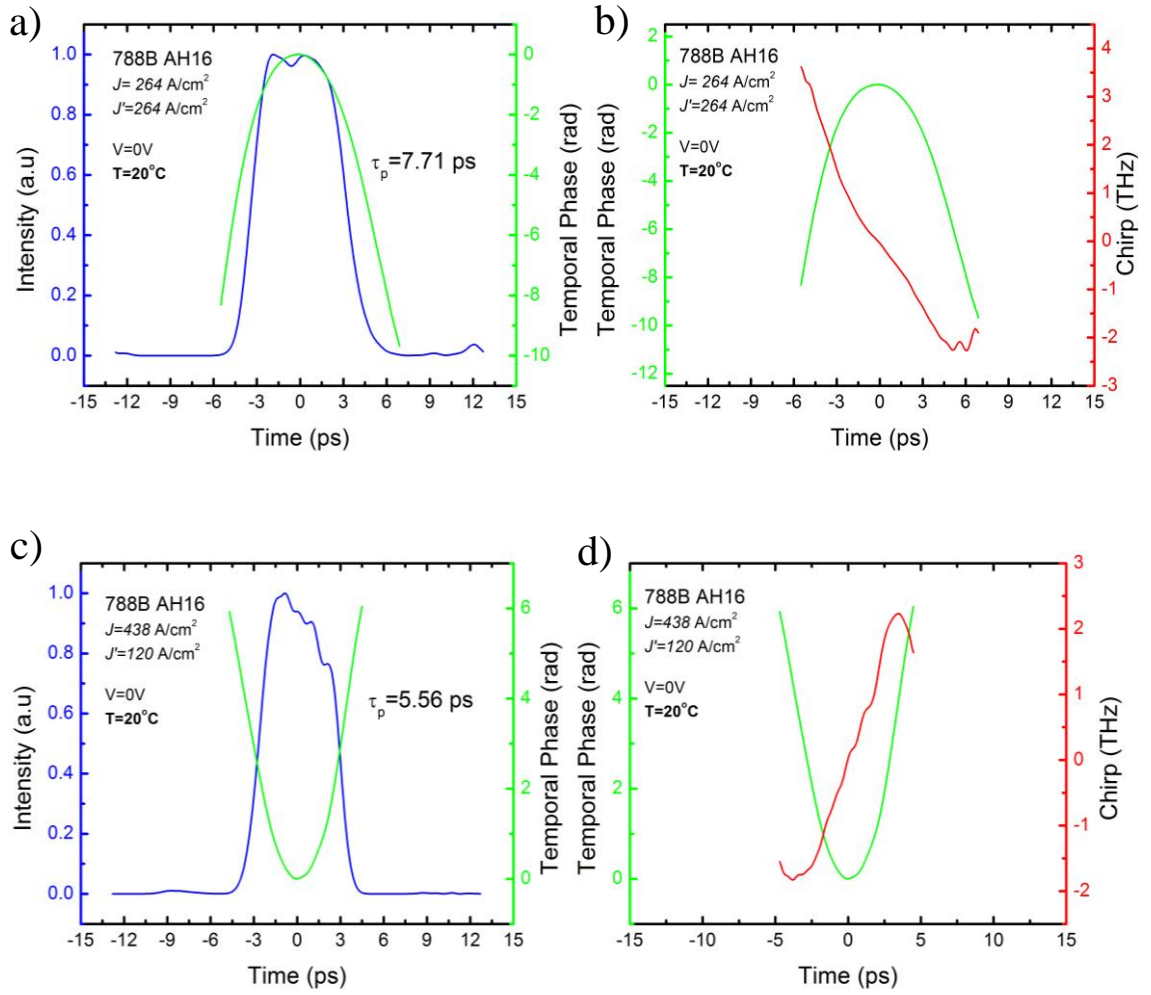 a)
788B AH16
J= 264 A/cm²
J'=264 A/cm²
V=0V
T=20°C
τp=7.71 ps
1.0
0.8
0.6
0.4
0.2
0.0
Intensity (a.u)
0
-2
-4
-6
-8
-10
Temporal Phase (rad)
-15 -12 -9 -6 -3 0 3 6 9 12 15
Time (ps)
b)
788B AH16
J= 264 A/cm²
J'=264 A/cm²
V=0V
T=20°C
2
0
-2
-4
-6
-8
-10
-12
Temporal Phase (rad)
4
3
2
1
0
-1
-2
-3
Chirp (THz)
-15 -12 -9 -6 -3 0 3 6 9 12 15
Time (ps)
c)
788B AH16
J=438 A/cm²
J'=120 A/cm²
V=0V
T=20°C
τp=5.56 ps
1.0
0.8
0.6
0.4
0.2
0.0
Intensity (a.u)
6
4
2
0
Temporal Phase (rad)
-15 -12 -9 -6 -3 0 3 6 9 12 15
Time (ps)
d)
788B AH16
J=438 A/cm²
J'=120 A/cm²
V=0V
T=20°C
6
4
2
0
Temporal Phase (rad)
3
2
1
0
-1
-2
Chirp (THz)
-15 -10 -5 0 5 10 15
Time (ps)